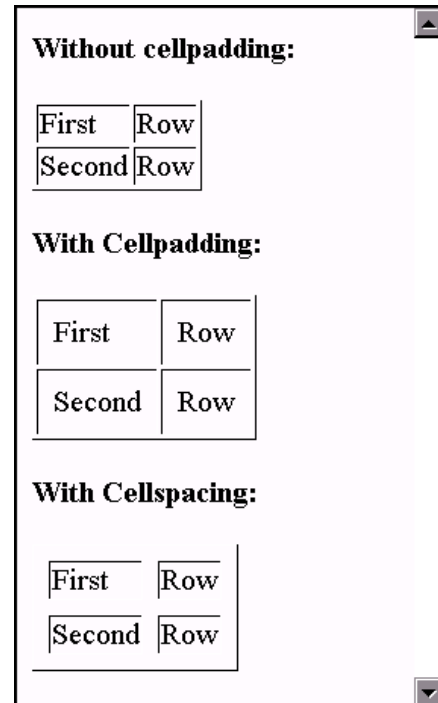 Without cellpadding:
First Row
Second Row
With Cellpadding:
First Row
Second Row
With Cellspacing:
First Row
Second Row